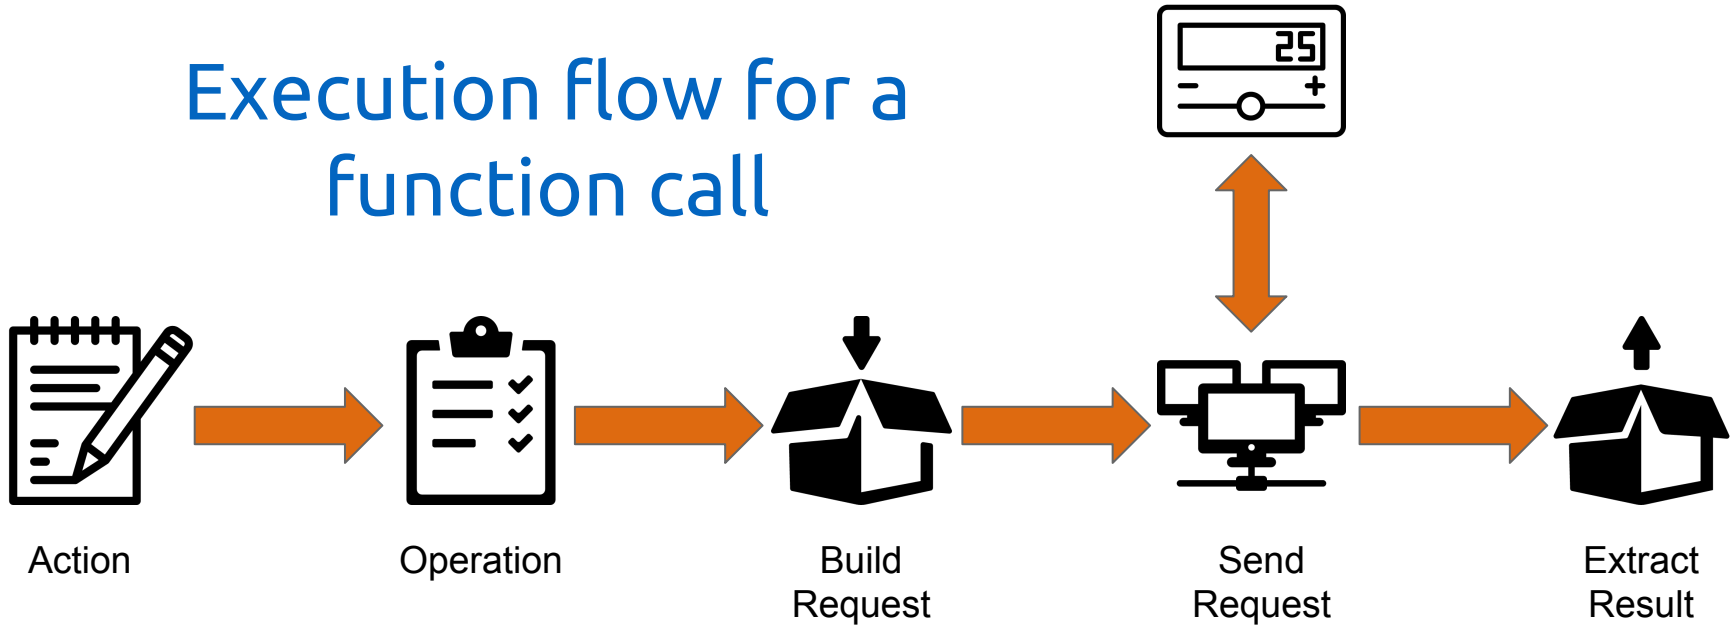 Execution flow for a
function call
25
- +
Action
Operation
Build
Request
Send
Request
Extract
Result